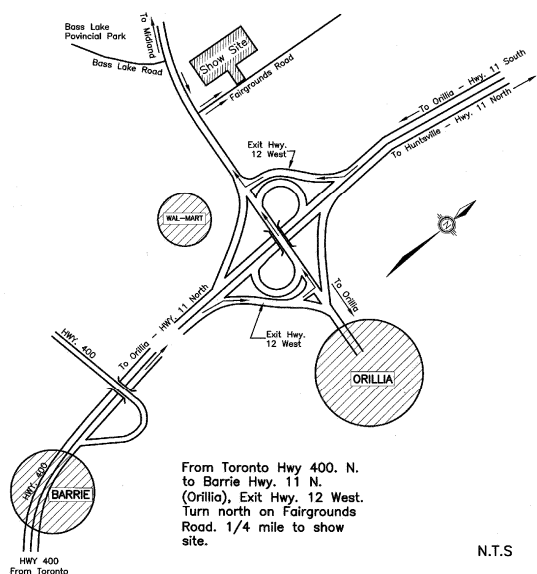 Bass Lake
Povincial Park
To Midland
Bass Lake Road
Show Site
Fairgrounds Road
To Orillia - Hwy. 11 South
To Huntsville - Hwy. 11 North
Exit Hwy.
12 West
WAL-MART
N
To Orillia
To Orillia - HWY. 11 North
Exit Hwy.
12 West
HWY. 400
ORILLIA
HWY. 400
BARRIE
From Toronto Hwy 400. N.
to Barrie Hwy. 11 N.
(Orillia), Exit Hwy. 12 West.
Turn north on Fairgrounds
Road. 1/4 mile to show
site.
N.T.S
HWY 400
From Toronto